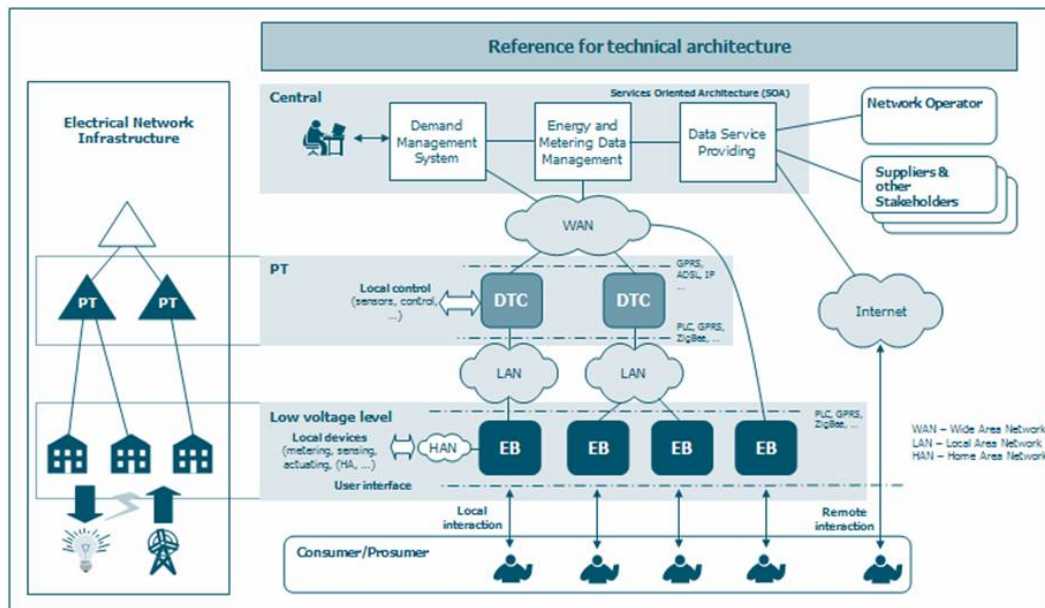 Reference for technical architecture
Electrical Network
Infrastructure
PT
PT
Central
Services Oriented Architecture (SOA)
Demand
Management
System
Energy and
Metering Data
Management
Data Service
Providing
Network Operator
Suppliers &
other
Stakeholders
WAN
PT
GPRS,
ADSL, IP
...
Local control
(sensors, control,
...)
DTC
DTC
PLC, GPRS,
ZigBee, ...
Internet
LAN
LAN
Low voltage level
PLC, GPRS,
ZigBee, ...
Local devices
(metering, sensing,
actuating, (HA, ...)
HAN
EB
EB
EB
EB
User interface
WAN – Wide Area Network
LAN – Local Area Network
HAN – Home Area Network
Local
interaction
Remote
interaction
Consumer/Prosumer